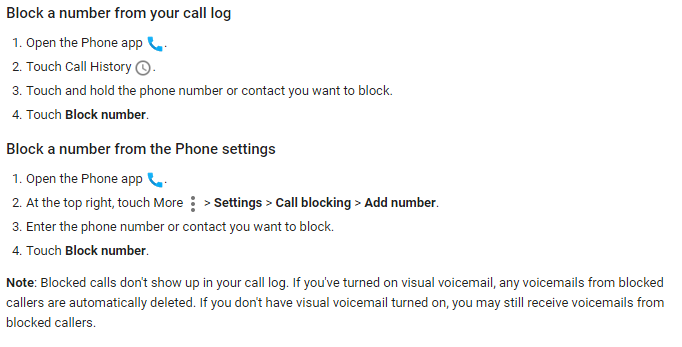 Block a number from your call log
1. Open the Phone app .
2. Touch Call History .
3. Touch and hold the phone number or contact you want to block.
4. Touch Block number.
Block a number from the Phone settings
1. Open the Phone app .
2. At the top right, touch More > Settings > Call blocking > Add number.
3. Enter the phone number or contact you want to block.
4. Touch Block number.
Note: Blocked calls don't show up in your call log. If you've turned on visual voicemail, any voicemails from blocked
callers are automatically deleted. If you don't have visual voicemail turned on, you may still receive voicemails from
blocked callers.